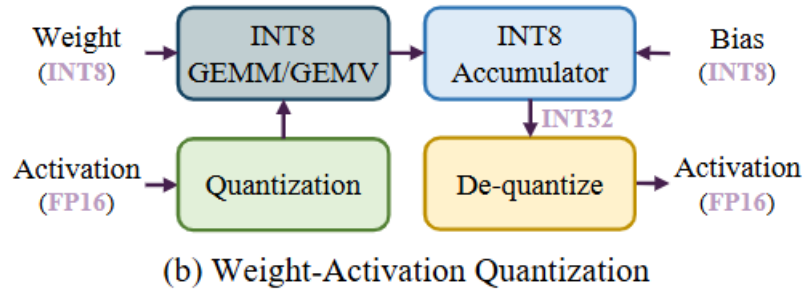 Weight
(INT8)
INT8
GEMM/GEMV
INT8
Accumulator
Bias
(INT8)
INT32
Activation
(FP16)
Quantization
De-quantize
Activation
(FP16)
(b) Weight-Activation Quantization